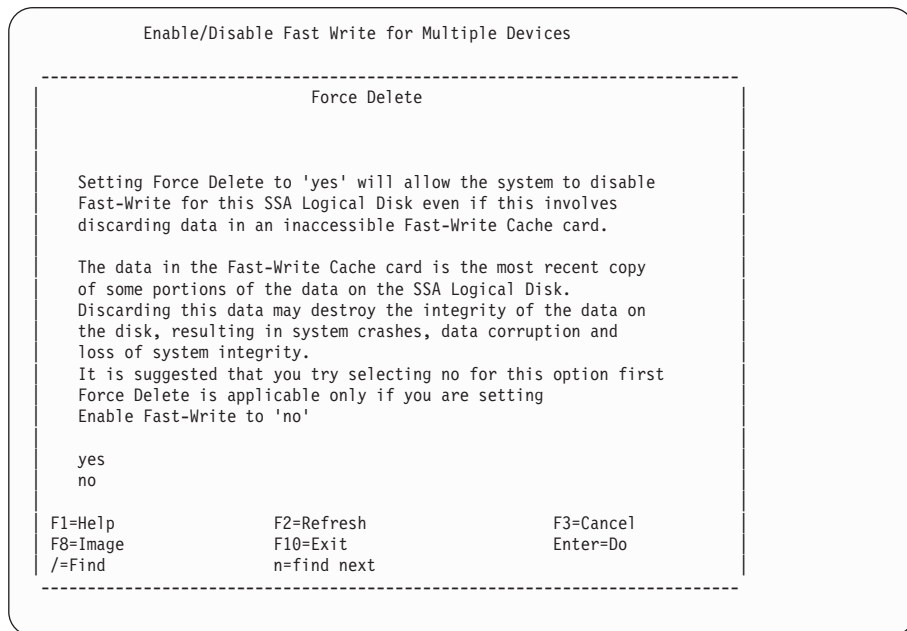 Enable/Disable Fast Write for Multiple Devices
Force Delete
Setting Force Delete to 'yes' will allow the system to disable
Fast-Write for this SSA Logical Disk even if this involves
discarding data in an inaccessible Fast-Write Cache card.
The data in the Fast-Write Cache card is the most recent copy
of some portions of the data on the SSA Logical Disk.
Discarding this data may destroy the integrity of the data on
the disk, resulting in system crashes, data corruption and
loss of system integrity.
It is suggested that you try selecting no for this option first
Force Delete is applicable only if you are setting
Enable Fast-Write to 'no'
yes
no
F1=Help F2=Refresh F3=Cancel
F8=Image F10=Exit Enter=Do
/=Find n=find next